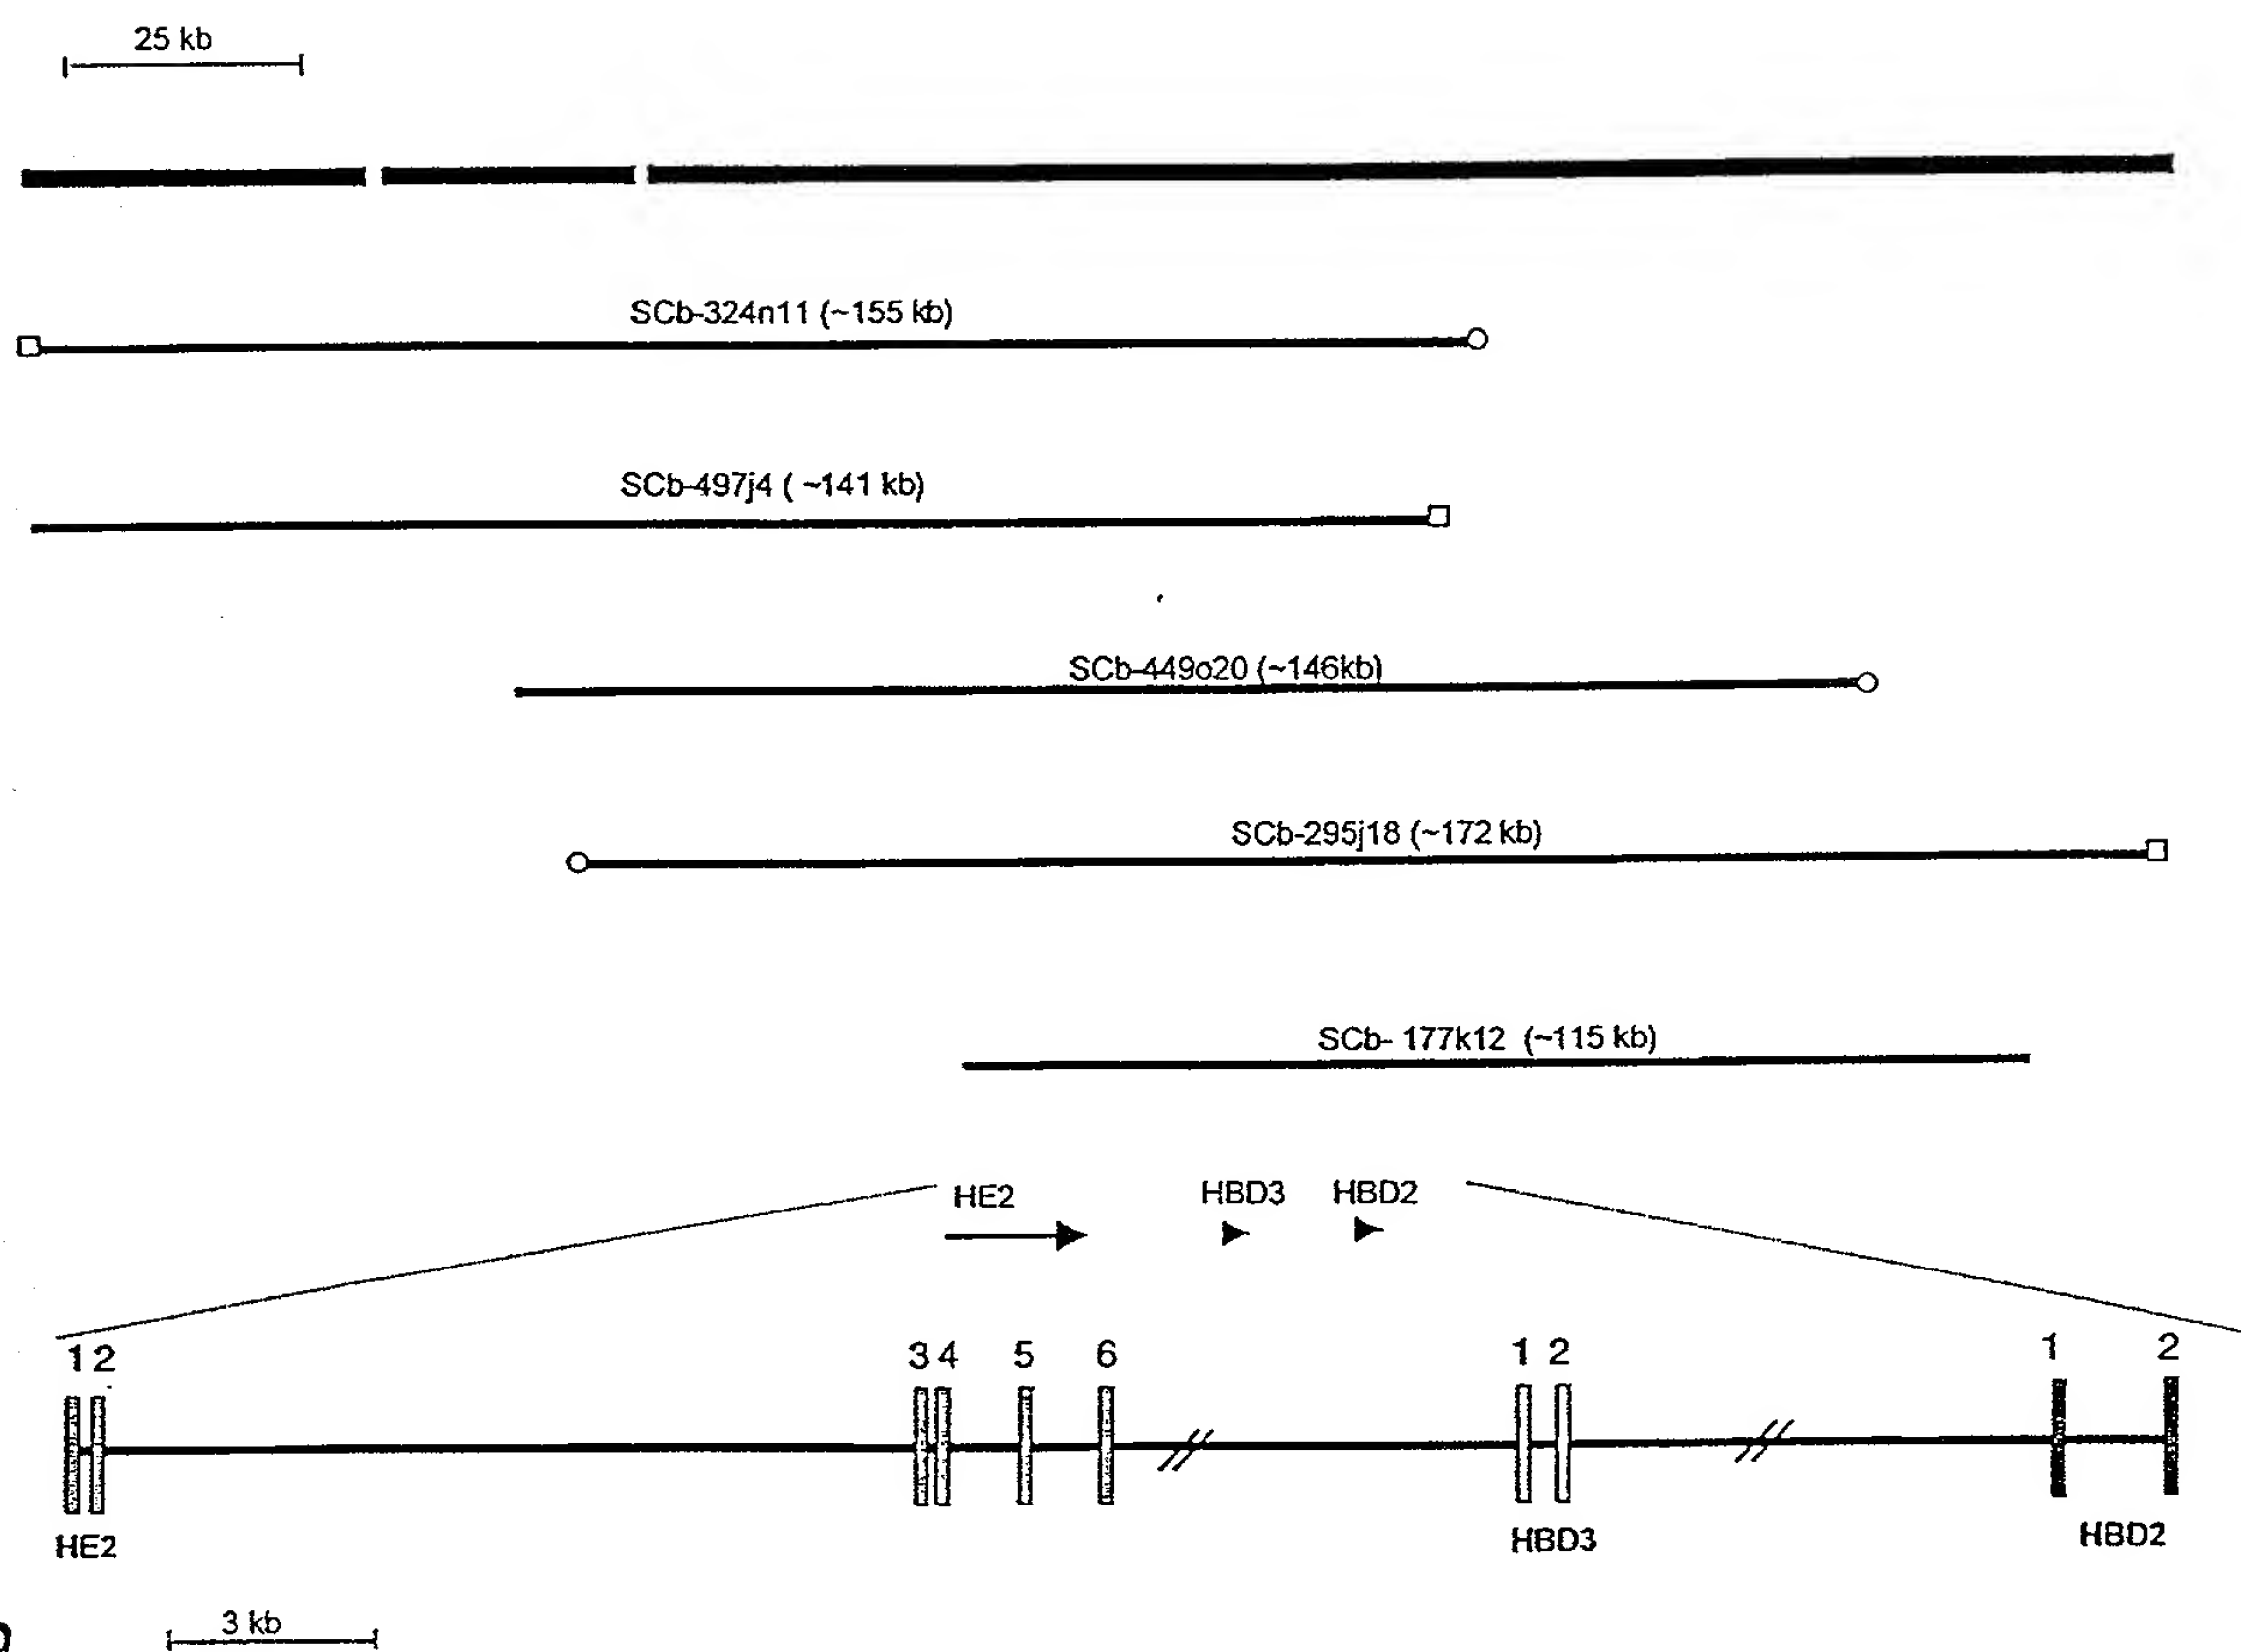 25 kb
SCb-324n11 (~155 kb)
SCb-497j4 ( ~141 kb)
SCb-449o20 (~146kb)
SCb-295j18 (~172 kb)
SCb- 177k12 (~115 kb)
HE2 HBD3 HBD2
1 2 3 4 5 6 1 2 1 2
HE2 HBD3 HBD2
3 kb